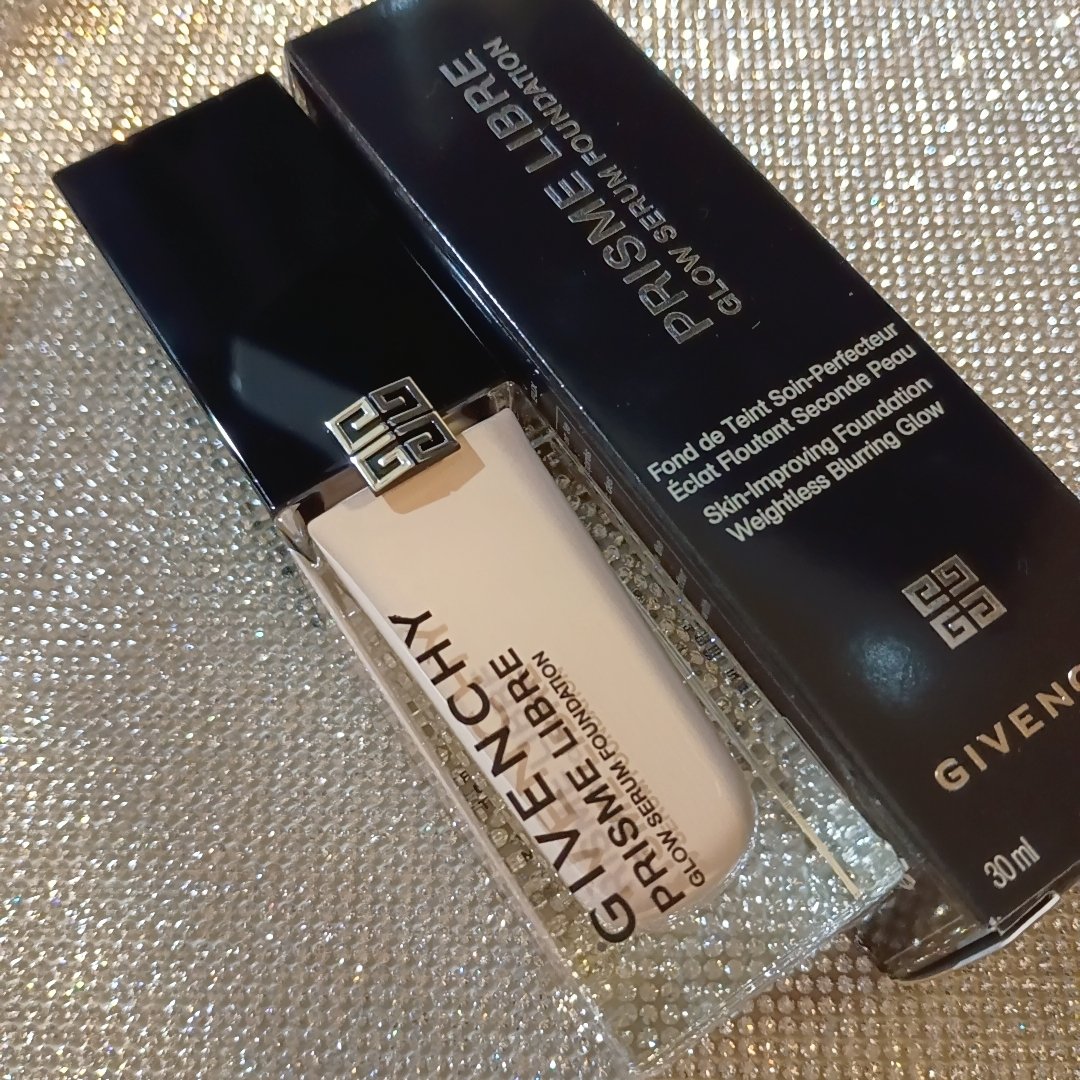 PRISME LIBRE
GLOW SERUM FOUNDATION
Fond de Teint Soin-Perfecteur
Éclat Floutant Seconde Peau
Skin-Improving Foundation
Weightless Blurring Glow
GIVENC
30 ml
GIVENCHY
PRISME LIBRE
GLOW SERUM FOUNDATION